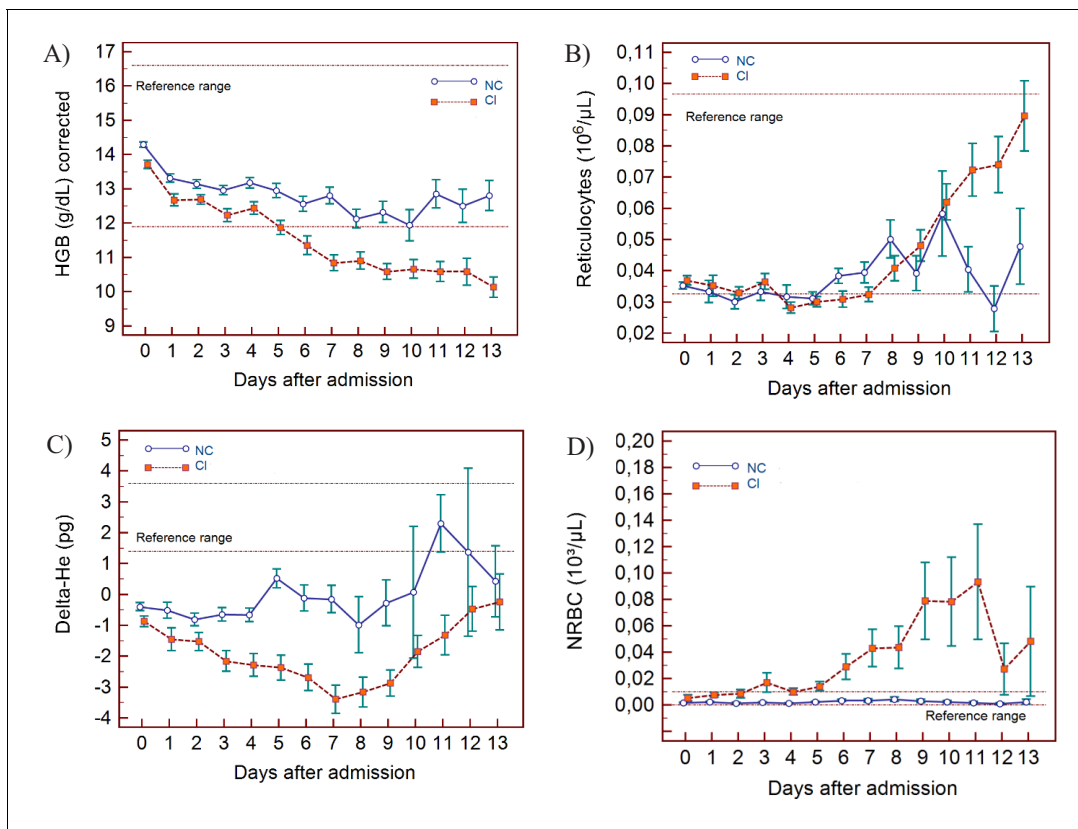 A)
HGB (g/dL) corrected
17
16
15
14
13
12
11
10
9
Reference range
NC
CI
0 1 2 3 4 5 6 7 8 9 10 11 12 13
Days after admission
B)
Reticulocytes (10⁶/µL)
0,11
0,10
0,09
0,08
0,07
0,06
0,05
0,04
0,03
0,02
NC
CI
Reference range
0 1 2 3 4 5 6 7 8 9 10 11 12 13
Days after admission
C)
Delta-He (pg)
5
4
3
2
1
0
-1
-2
-3
-4
NC
CI
Reference range
0 1 2 3 4 5 6 7 8 9 10 11 12 13
Days after admission
D)
NRBC (10³/µL)
0,20
0,18
0,16
0,14
0,12
0,10
0,08
0,06
0,04
0,02
0,00
NC
CI
Reference range
0 1 2 3 4 5 6 7 8 9 10 11 12 13
Days after admission